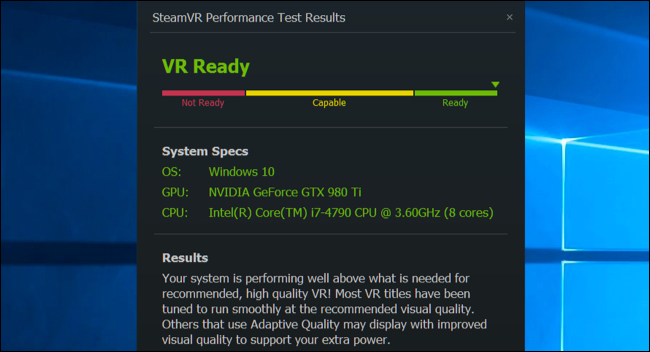 SteamVR Performance Test Results ×
VR Ready
Not Ready Capable Ready
System Specs
OS: Windows 10
GPU: NVIDIA GeForce GTX 980 Ti
CPU: Intel(R) Core(TM) i7-4790 CPU @ 3.60GHz (8 cores)
Results
Your system is performing well above what is needed for
recommended, high quality VR! Most VR titles have been
tuned to run smoothly at the recommended visual quality.
Others that use Adaptive Quality may display with improved
visual quality to support your extra power.